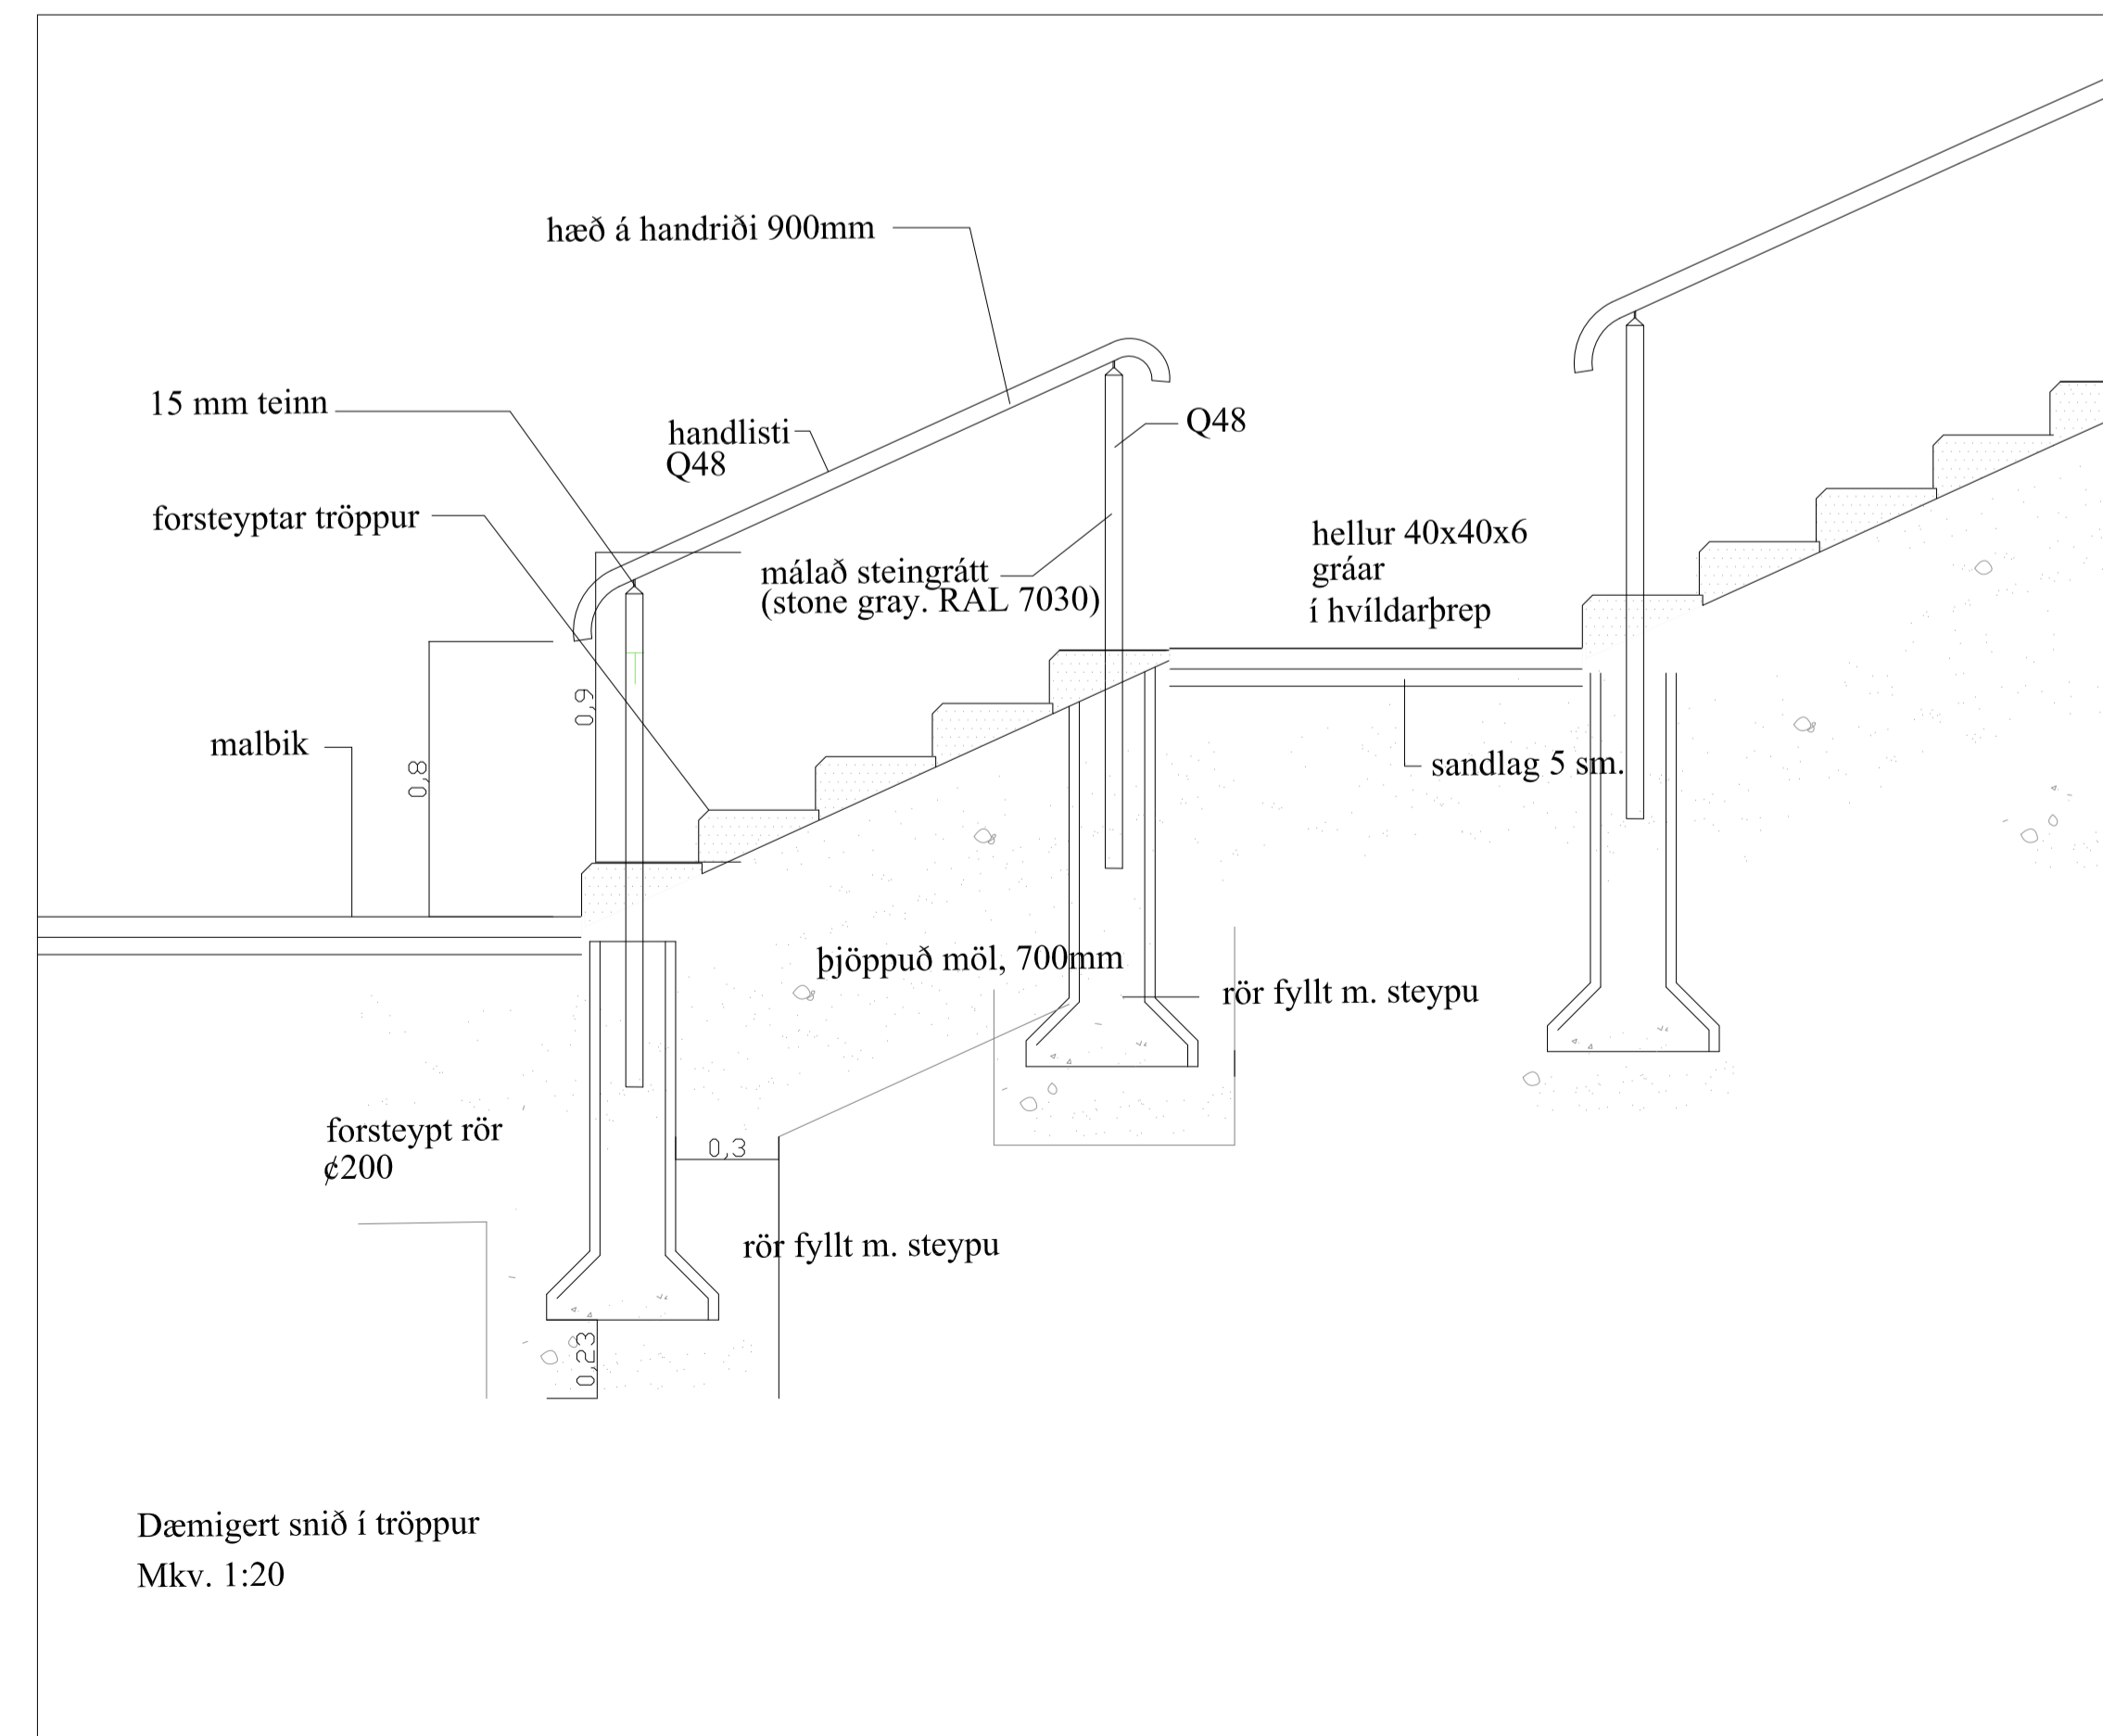 hæð á handriði 900mm
15 mm teinn
handlisti
Q48
Q48
forsteyptar tröppur
málað steingrátt
(stone gray. RAL 7030)
hellur 40x40x6
gráar
í hvíldarþrep
0,9
0,8
malbik
sandlag 5 sm.
þjöppuð möl, 700mm
rör fyllt m. steypu
forsteypt rör
¢200
0,3
rör fyllt m. steypu
0,23
Dæmigert snið í tröppur
Mkv. 1:20